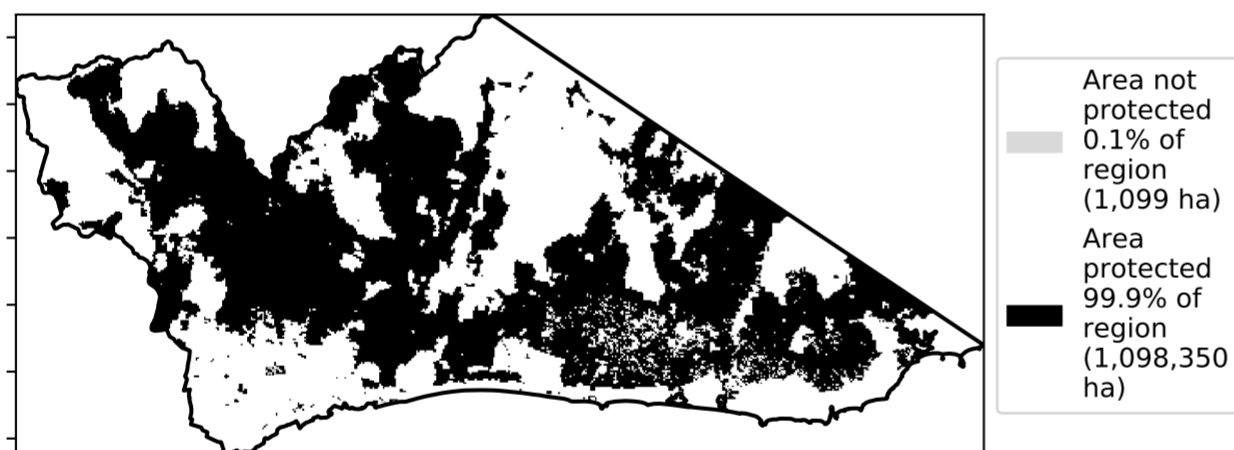 Area not
protected
0.1% of
region
(1,099 ha)
Area
protected
99.9% of
region
(1,098,350
ha)